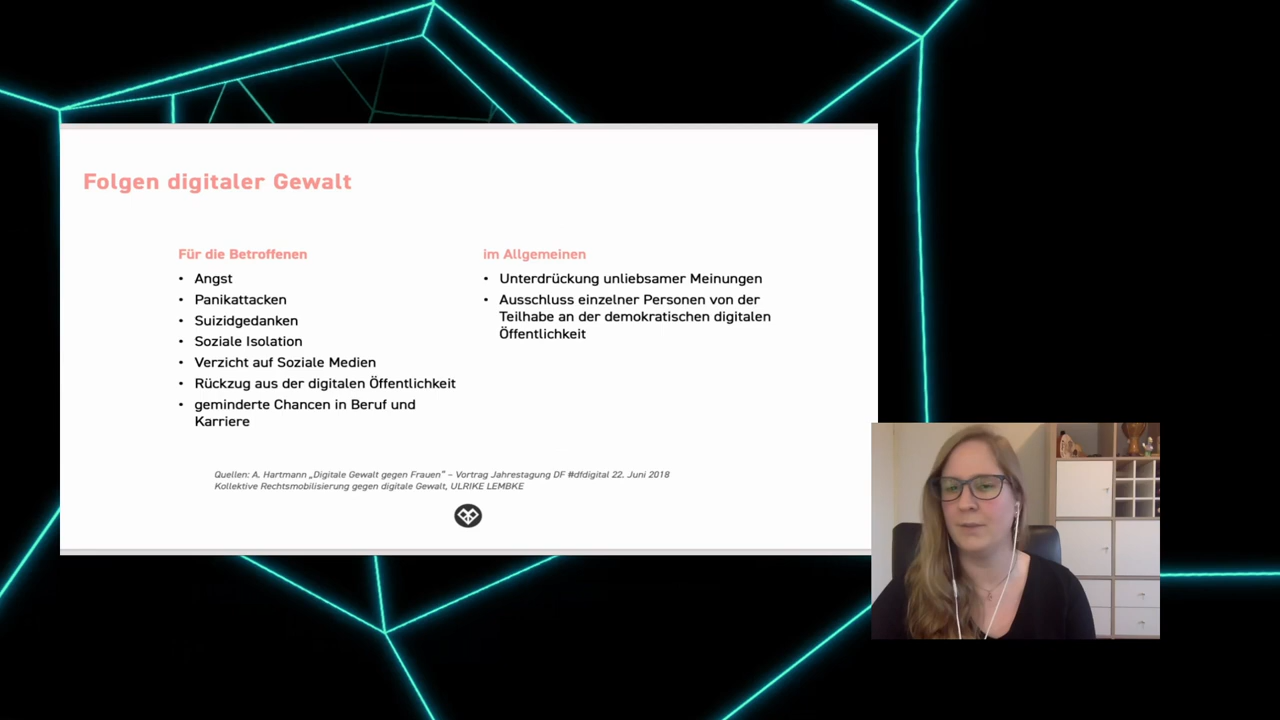 Folgen digitaler Gewalt
Für die Betroffenen
• Angst
• Panikattacken
• Suizidgedanken
• Soziale Isolation
• Verzicht auf Soziale Medien
• Rückzug aus der digitalen Öffentlichkeit
• geminderte Chancen in Beruf und
Karriere
im Allgemeinen
• Unterdrückung unliebsamer Meinungen
• Ausschluss einzelner Personen von der
Teilhabe an der demokratischen digitalen
Öffentlichkeit
Quellen: A. Hartmann „Digitale Gewalt gegen Frauen“ – Vortrag Jahrestagung DF #dfdigital 22. Juni 2018
Kollektive Rechtsmobilisierung gegen digitale Gewalt, ULRIKE LEMBKE